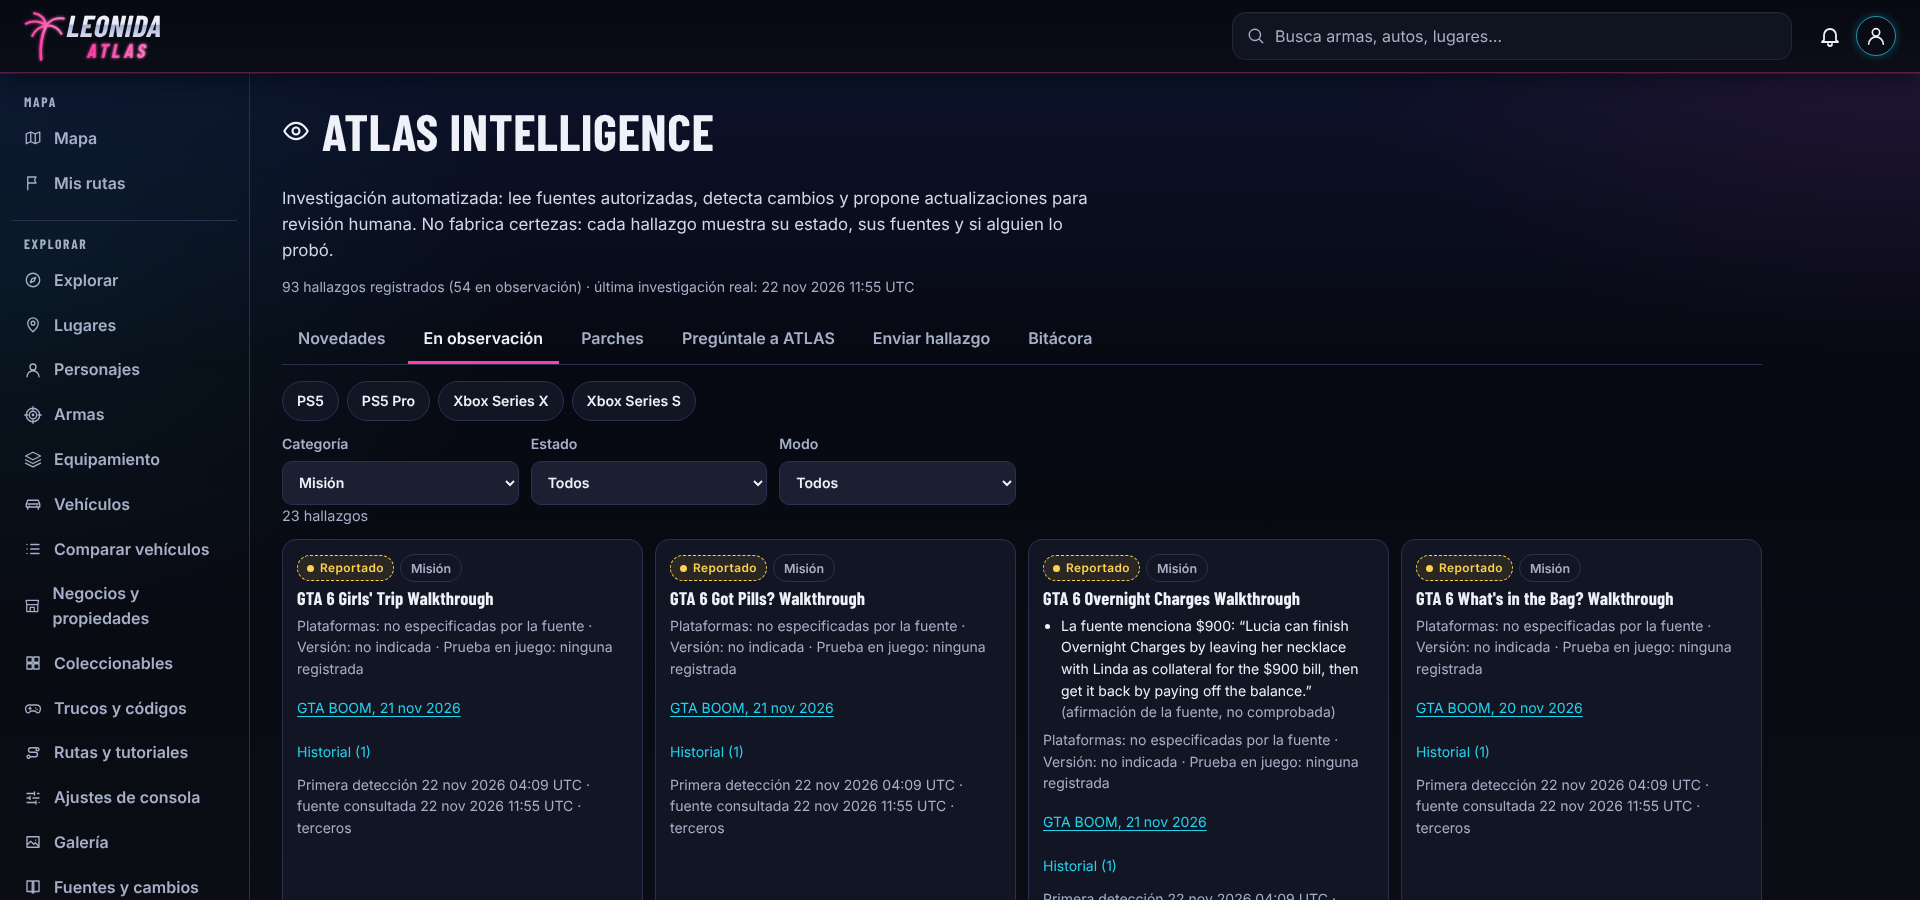 LEONIDA
ATLAS
Busca armas, autos, lugares...
MAPA
Mapa
Mis rutas
EXPLORAR
Explorar
Lugares
Personajes
Armas
Equipamiento
Vehículos
Comparar vehículos
Negocios y
propiedades
Coleccionables
Trucos y códigos
Rutas y tutoriales
Ajustes de consola
Galería
Fuentes y cambios
ATLAS INTELLIGENCE
Investigación automatizada: lee fuentes autorizadas, detecta cambios y propone actualizaciones para
revisión humana. No fabrica certezas: cada hallazgo muestra su estado, sus fuentes y si alguien lo
probó.
93 hallazgos registrados (54 en observación) · última investigación real: 22 nov 2026 11:55 UTC
Novedades
En observación
Parches
Pregúntale a ATLAS
Enviar hallazgo
Bitácora
PS5
PS5 Pro
Xbox Series X
Xbox Series S
Categoría
Estado
Modo
Misión
Todos
Todos
23 hallazgos
Reportado
Misión
GTA 6 Girls' Trip Walkthrough
Plataformas: no especificadas por la fuente ·
Versión: no indicada · Prueba en juego: ninguna
registrada
GTA BOOM, 21 nov 2026
Historial (1)
Primera detección 22 nov 2026 04:09 UTC ·
fuente consultada 22 nov 2026 11:55 UTC ·
terceros
Reportado
Misión
GTA 6 Got Pills? Walkthrough
Plataformas: no especificadas por la fuente ·
Versión: no indicada · Prueba en juego: ninguna
registrada
GTA BOOM, 21 nov 2026
Historial (1)
Primera detección 22 nov 2026 04:09 UTC ·
fuente consultada 22 nov 2026 11:55 UTC ·
terceros
Reportado
Misión
GTA 6 Overnight Charges Walkthrough
• La fuente menciona $900: “Lucia can finish
Overnight Charges by leaving her necklace
with Linda as collateral for the $900 bill, then
get it back by paying off the balance.”
(afirmación de la fuente, no comprobada)
Plataformas: no especificadas por la fuente ·
Versión: no indicada · Prueba en juego: ninguna
registrada
GTA BOOM, 21 nov 2026
Historial (1)
Primera detección 22 nov 2026 04:09 UTC ·
Reportado
Misión
GTA 6 What's in the Bag? Walkthrough
Plataformas: no especificadas por la fuente ·
Versión: no indicada · Prueba en juego: ninguna
registrada
GTA BOOM, 20 nov 2026
Historial (1)
Primera detección 22 nov 2026 04:09 UTC ·
fuente consultada 22 nov 2026 11:55 UTC ·
terceros